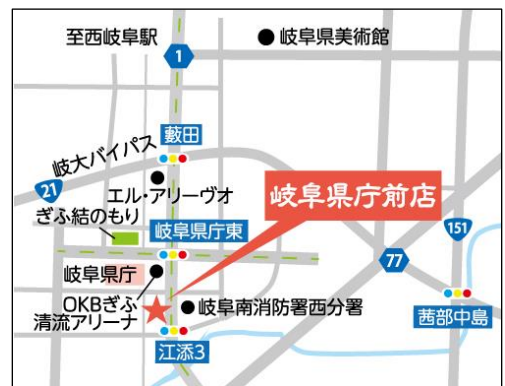 至西岐阜駅
岐阜県美術館
1
藪田
岐大バイパス
21
エル・アリーヴォ
ぎふ結のもり
岐阜県庁前店
岐阜県庁東
151
77
岐阜県庁
OKBぎふ
清流アリーナ
岐阜南消防署西分署
茜部中島
江添3